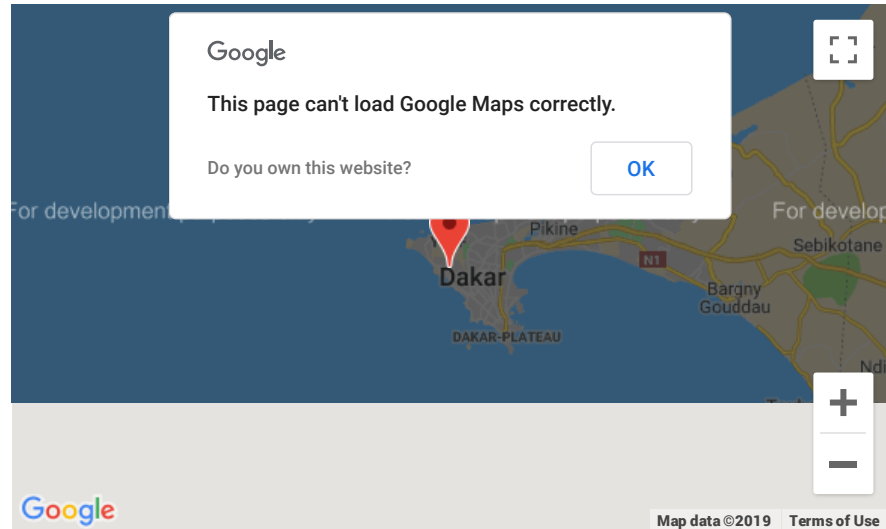 Google
This page can't load Google Maps correctly.
Do you own this website?
OK
For development
For develop
Pikine
Sebikotane
N1
Dakar
Bargny
Gouddau
DAKAR-PLATEAU
Ndi
Google
Map data ©2019
Terms of Use